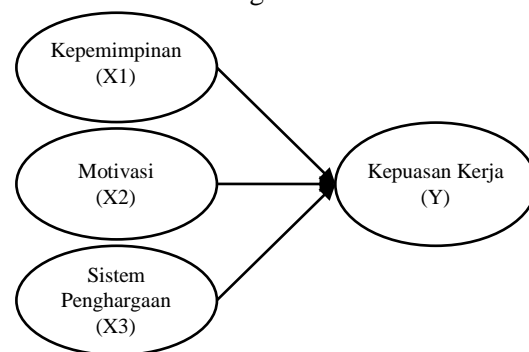 Kepemimpinan
(X1)
Motivasi
(X2)
Sistem
Penghargaan
(X3)
Kepuasan Kerja
(Y)